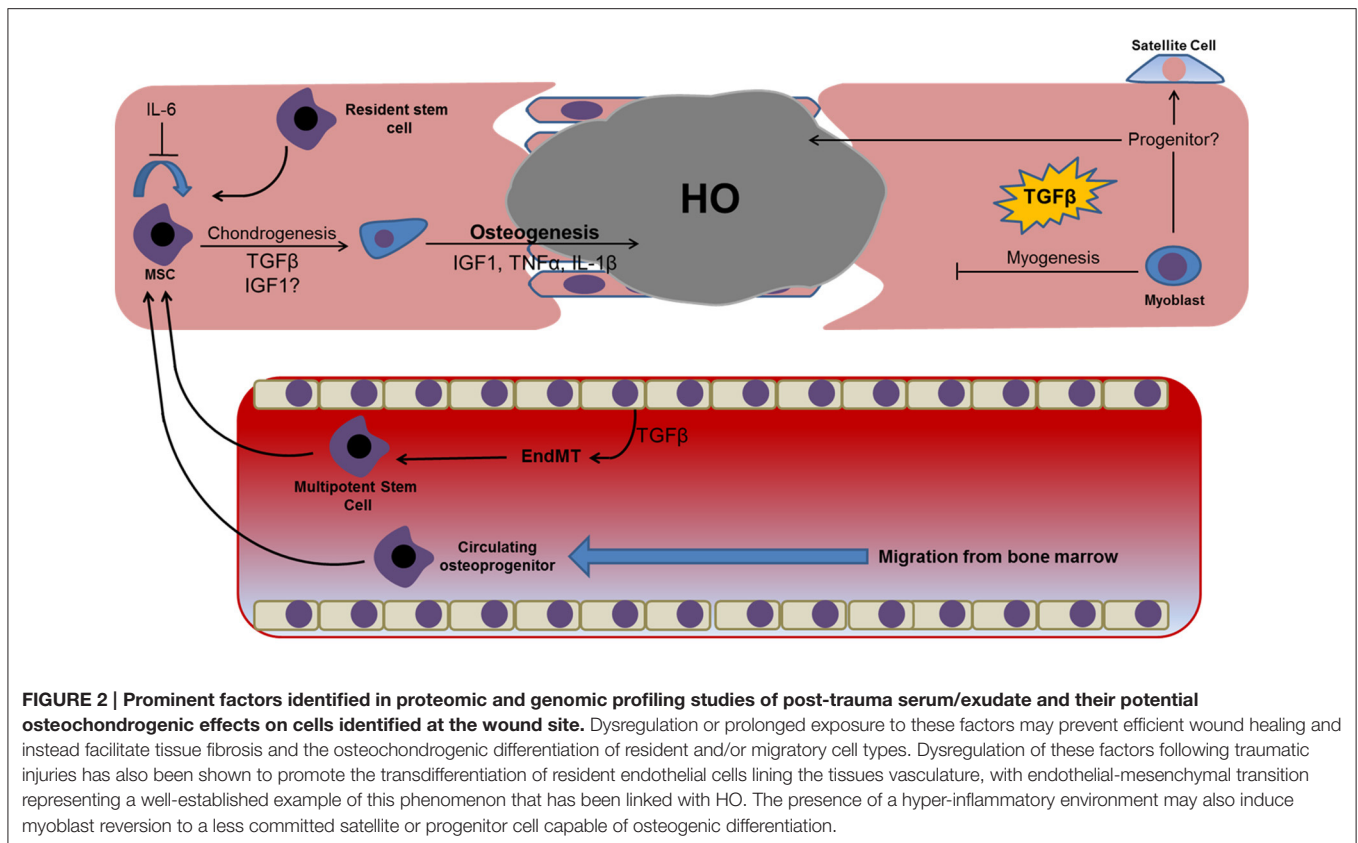 Satellite Cell
IL-6
Resident stem
cell
Progenitor?
HO
TGFβ
Chondrogenesis
Osteogenesis
TGFβ
IGF1, TNFα, IL-1β
Myogenesis
MSC
IGF1?
Myoblast
TGFβ
EndMT
Multipotent Stem
Cell
Circulating
osteoprogenitor
Migration from bone marrow
FIGURE 2 | Prominent factors identified in proteomic and genomic profiling studies of post-trauma serum/exudate and their potential
osteochondrogenic effects on cells identified at the wound site. Dysregulation or prolonged exposure to these factors may prevent efficient wound healing and
instead facilitate tissue fibrosis and the osteochondrogenic differentiation of resident and/or migratory cell types. Dysregulation of these factors following traumatic
injuries has also been shown to promote the transdifferentiation of resident endothelial cells lining the tissues vasculature, with endothelial-mesenchymal transition
representing a well-established example of this phenomenon that has been linked with HO. The presence of a hyper-inflammatory environment may also induce
myoblast reversion to a less committed satellite or progenitor cell capable of osteogenic differentiation.